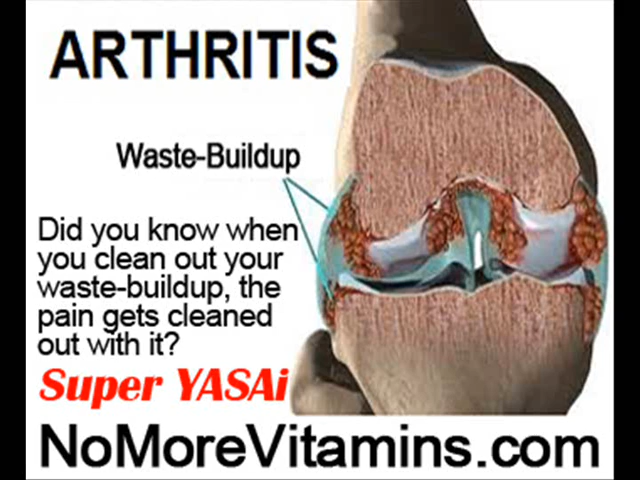 ARTHRITIS
Waste-Buildup
Did you know when
you clean out your
waste-buildup, the
pain gets cleaned
out with it?
Super YASAi
NoMoreVitamins.com